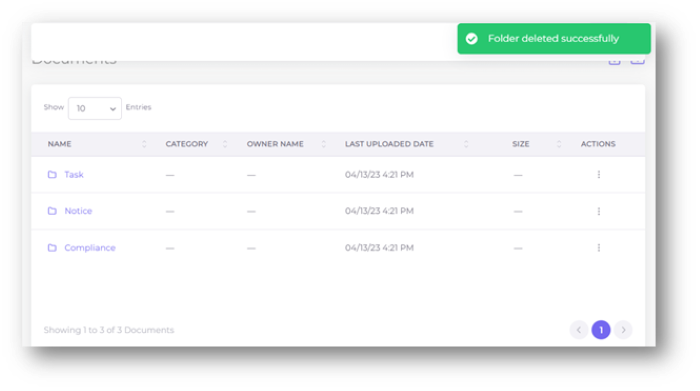 Folder deleted successfully
Documents
Show 10 Entries
NAME CATEGORY OWNER NAME LAST UPLOADED DATE SIZE ACTIONS
Task — — 04/13/23 4:21 PM —
Notice — — 04/13/23 4:21 PM —
Compliance — — 04/13/23 4:21 PM —
Showing 1 to 3 of 3 Documents
1